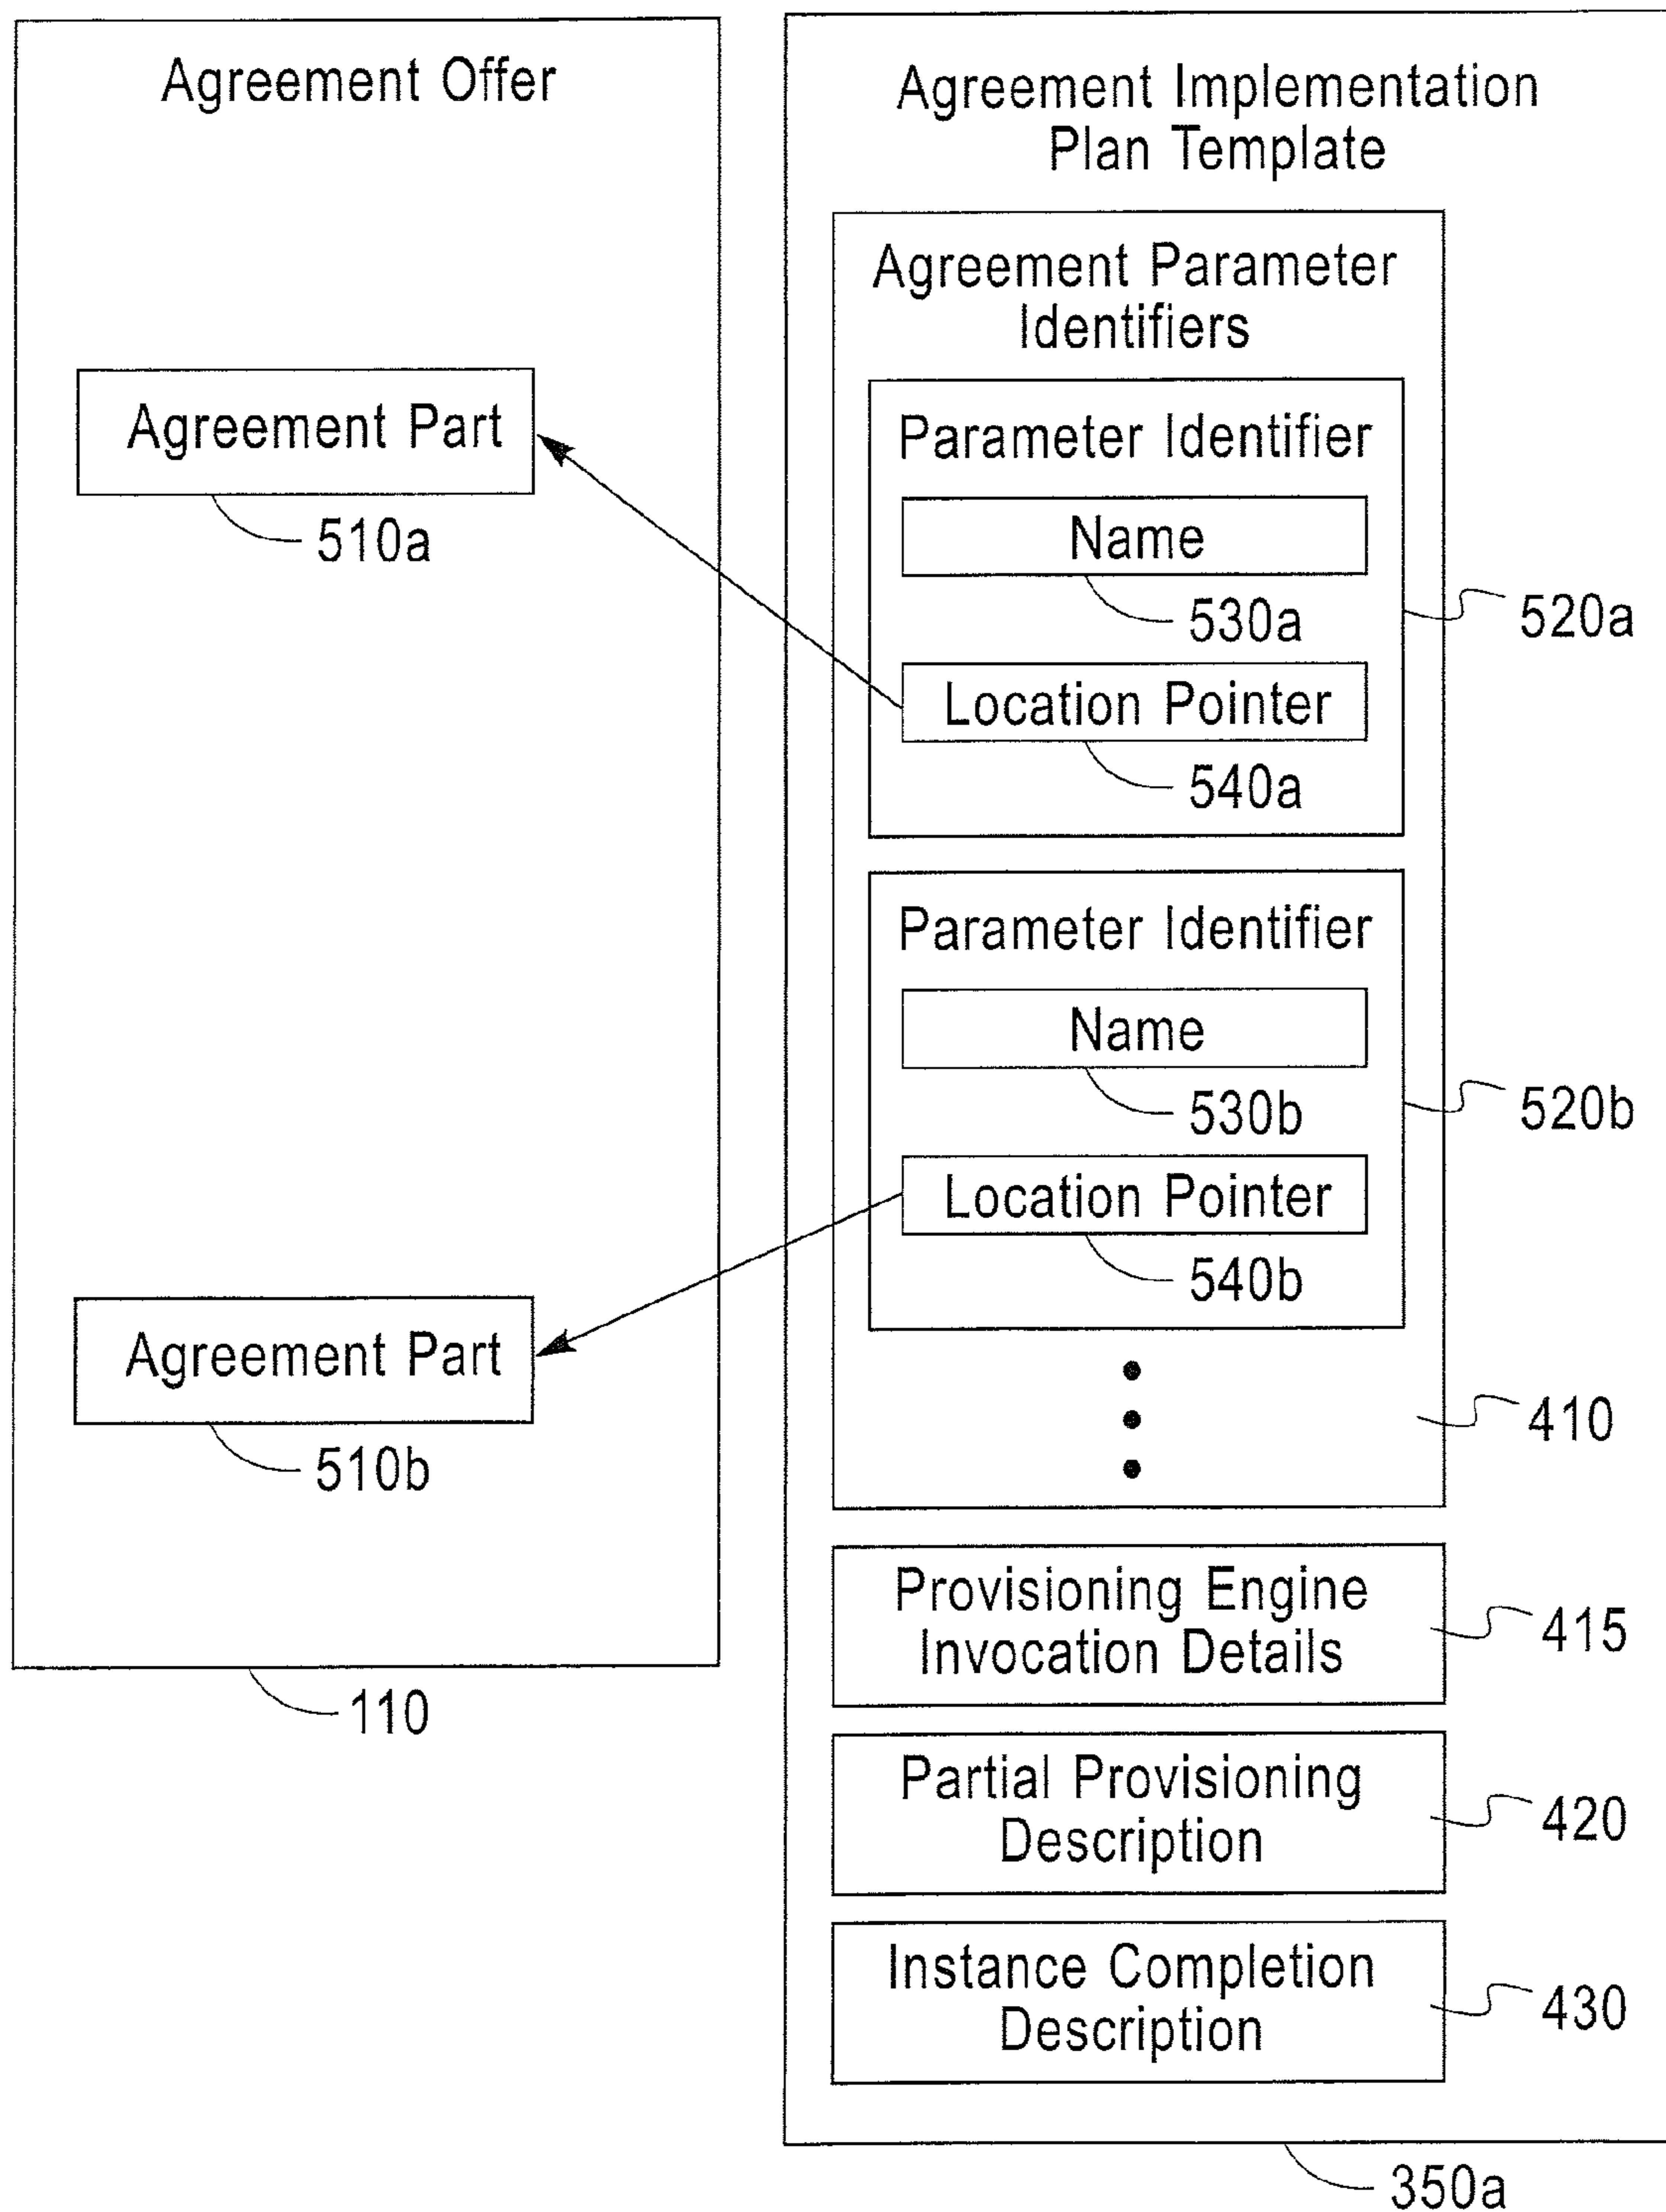 Agreement Offer
Agreement Part
510a
Agreement Part
510b
110
Agreement Implementation
Plan Template
Agreement Parameter
Identifiers
Parameter Identifier
Name
530a
Location Pointer
540a
520a
Parameter Identifier
Name
530b
Location Pointer
540b
520b
410
Provisioning Engine
Invocation Details
415
Partial Provisioning
Description
420
Instance Completion
Description
430
350a